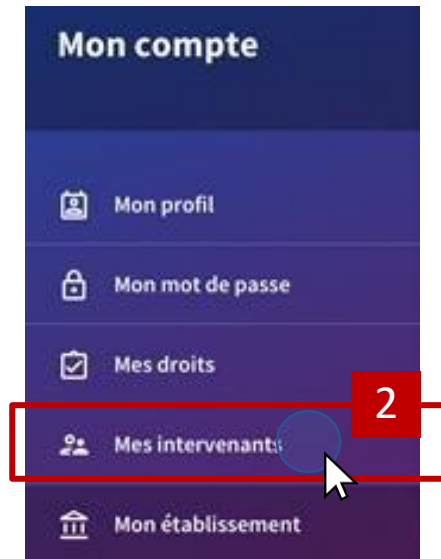 Mon compte
Mon profil
Mon mot de passe
Mes droits
2
Mes intervenants
Mon établissement